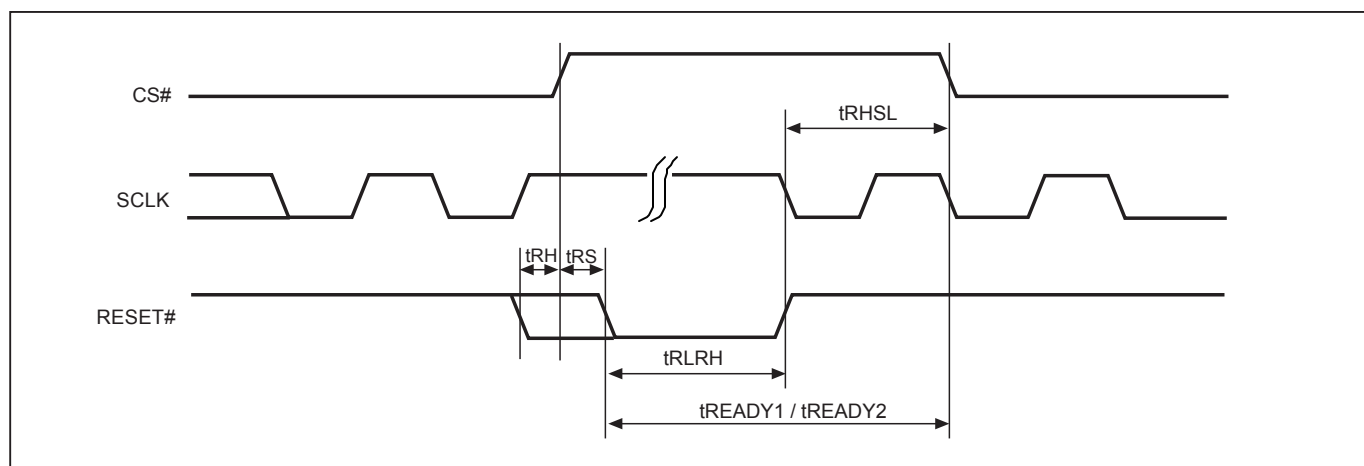 CS#
tRHSL
SCLK
tRH tRS
RESET#
tRLRH
tREADY1 / tREADY2